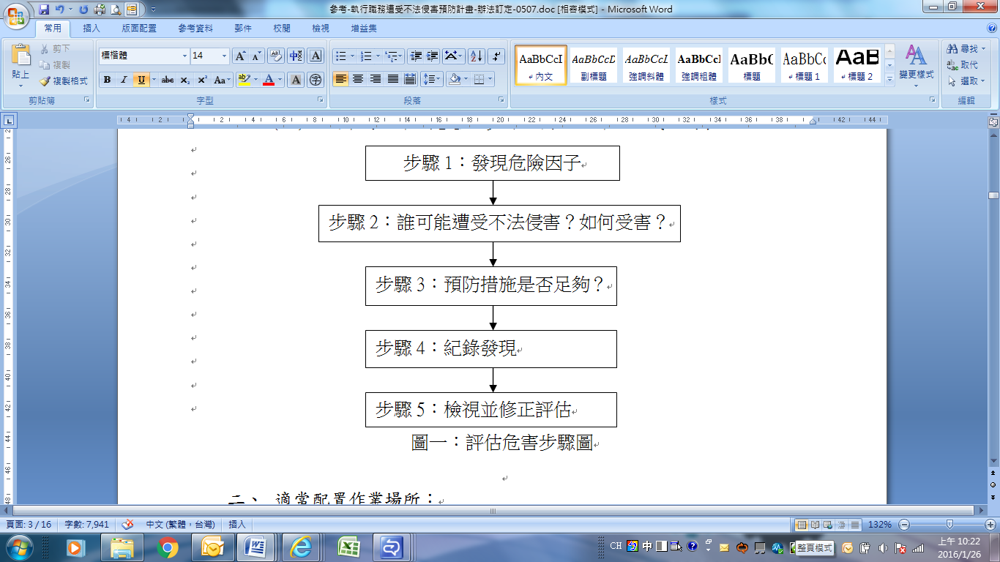 參考-執行職務遭受不法侵害預防計畫-辦法訂定-0507.doc [相容模式] - Microsoft Word
常用 插入 版面配置 參考資料 郵件 校閱 檢視 增益集
貼上
剪下
複製
複製格式
剪貼簿
標楷體 14
字型
段落
AaBbCcI AaBbCcD AaBbCcL AaBbCcI AaBbC AaBbCc AaB
內文 副標題 強調斜體 強調粗體 標題 標題 1 標題 2
變更樣式
樣式
尋找
取代
選取
編輯
步驟 1：發現危險因子
步驟 2：誰可能遭受不法侵害？如何受害？
步驟 3：預防措施是否足夠？
步驟 4：紀錄發現
步驟 5：檢視並修正評估
圖一：評估危害步驟圖
二、 適當配置作業場所：
頁面: 3 / 16 字數: 7,941 中文 (繁體，台灣) 插入 132%
CH 中
整頁模式
上午 10:22
2016/1/26